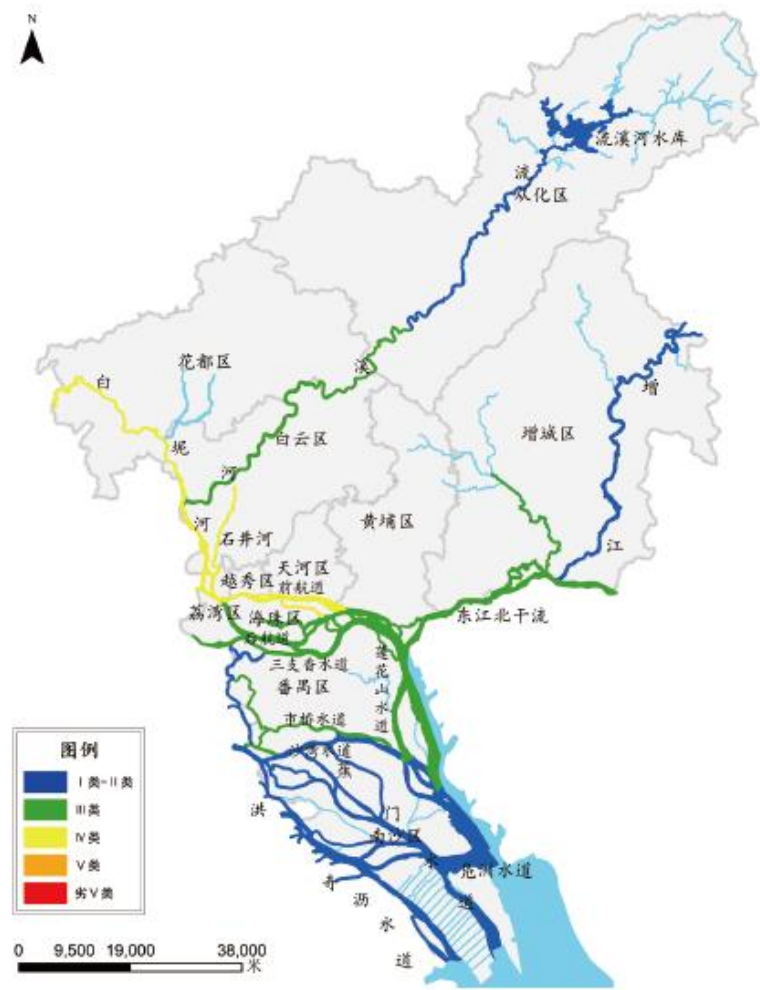 N
流溪河水库
流
从化区
溪
花都区
白
坭
河
白云区
河
增
增城区
江
黄埔区
石井河
天河区
越秀区
前航道
荔湾区
海珠区
后航道
东江北干流
三支香水道
番禺区
莲花山水道
市桥水道
沙湾水道
蕉
门
水
道
洪
奇
沥
水
道
南沙区
凫洲水道
图例
I类-II类
III类
IV类
V类
劣V类
0 9,500 19,000 38,000
米